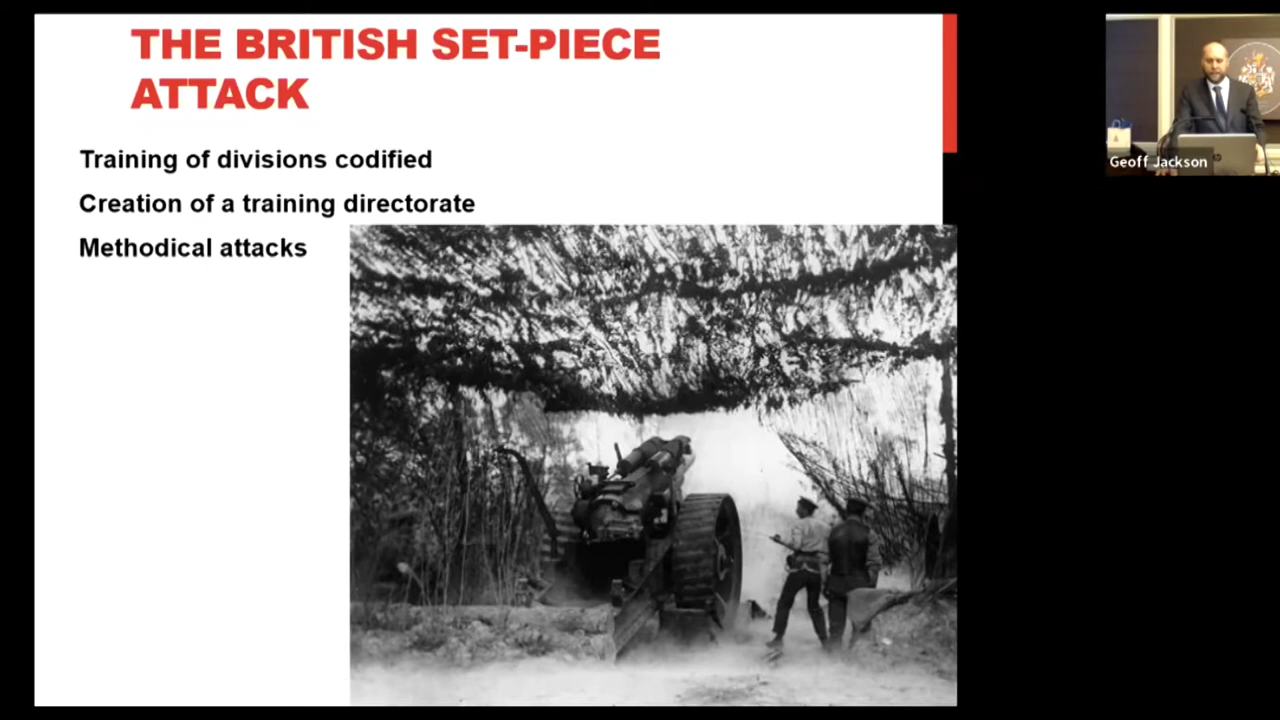 THE BRITISH SET-PIECE
ATTACK
Training of divisions codified
Creation of a training directorate
Methodical attacks
Geoff Jackson